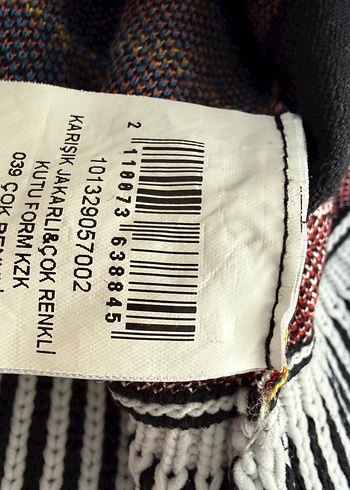 2 110073 638845
101329057002
KARIŞIK JAKARLI&ÇOK RENKLI
KUTU FORM KZK
039 ÇOK